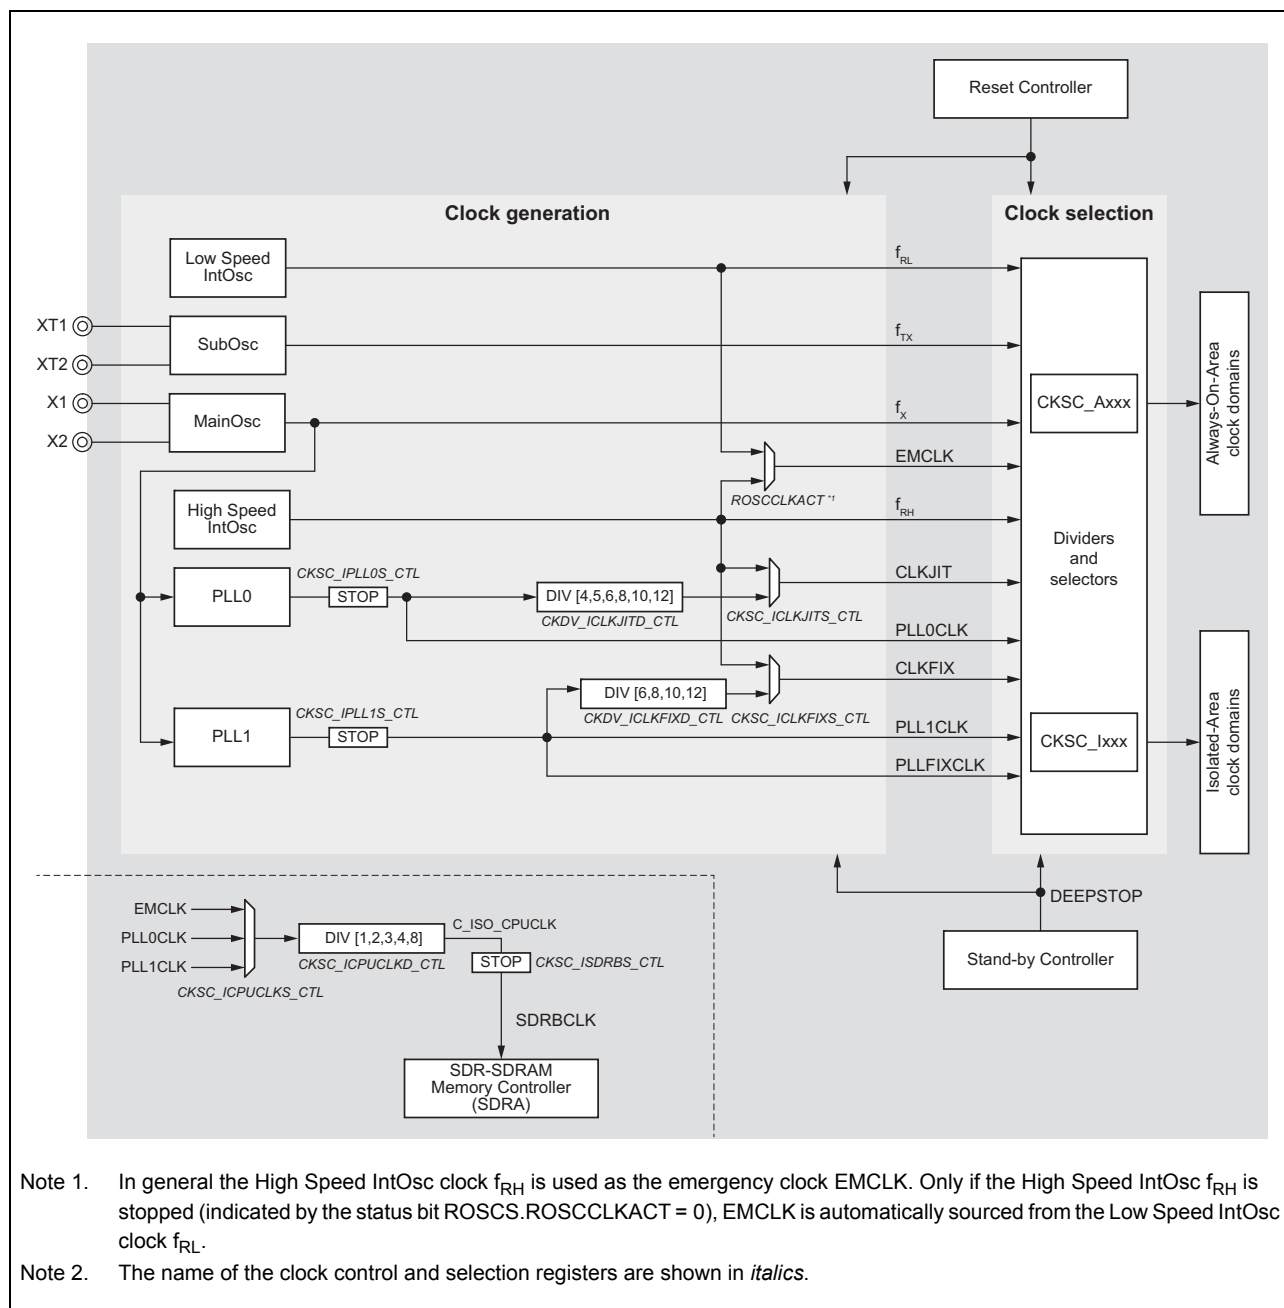 Reset Controller
Clock generation
Clock selection
Low Speed
IntOsc
f_RL
XT1
XT2
SubOsc
f_TX
X1
X2
MainOsc
f_X
CKSC_Axxx
Always-On-Area
clock domains
EMCLK
ROSCCLKACT *1
High Speed
IntOsc
f_RH
Dividers
and
selectors
CKSC_IPLL0S_CTL
PLL0
STOP
DIV [4,5,6,8,10,12]
CKDV_ICLKJITD_CTL
CKSC_ICLKJITS_CTL
CLKJIT
PLL0CLK
CLKFIX
DIV [6,8,10,12]
CKDV_ICLKFIXD_CTL
CKSC_ICLKFIXS_CTL
CKSC_IPLL1S_CTL
PLL1
STOP
PLL1CLK
PLLFIXCLK
CKSC_Ixxx
Isolated-Area
clock domains
DEEPSTOP
Stand-by Controller
EMCLK
PLL0CLK
PLL1CLK
CKSC_ICPUCLKS_CTL
DIV [1,2,3,4,8]
CKSC_ICPUCLKD_CTL
C_ISO_CPUCLK
STOP
CKSC_ISDRBS_CTL
SDRBCLK
SDR-SDRAM
Memory Controller
(SDRA)
Note 1. In general the High Speed IntOsc clock f_RH is used as the emergency clock EMCLK. Only if the High Speed IntOsc f_RH is
stopped (indicated by the status bit ROSCS.ROSCCLKACT = 0), EMCLK is automatically sourced from the Low Speed IntOsc
clock f_RL.
Note 2. The name of the clock control and selection registers are shown in italics.